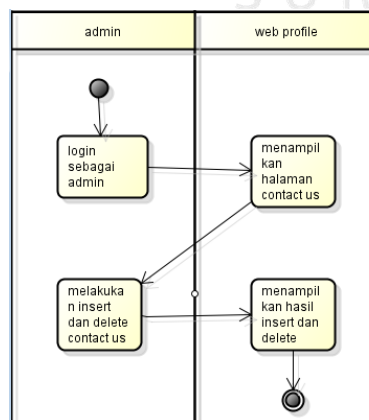 admin
web profile
login
sebagai
admin
menampil
kan
halaman
contact us
melakuka
n insert
dan delete
contact us
menampil
kan hasil
insert dan
delete